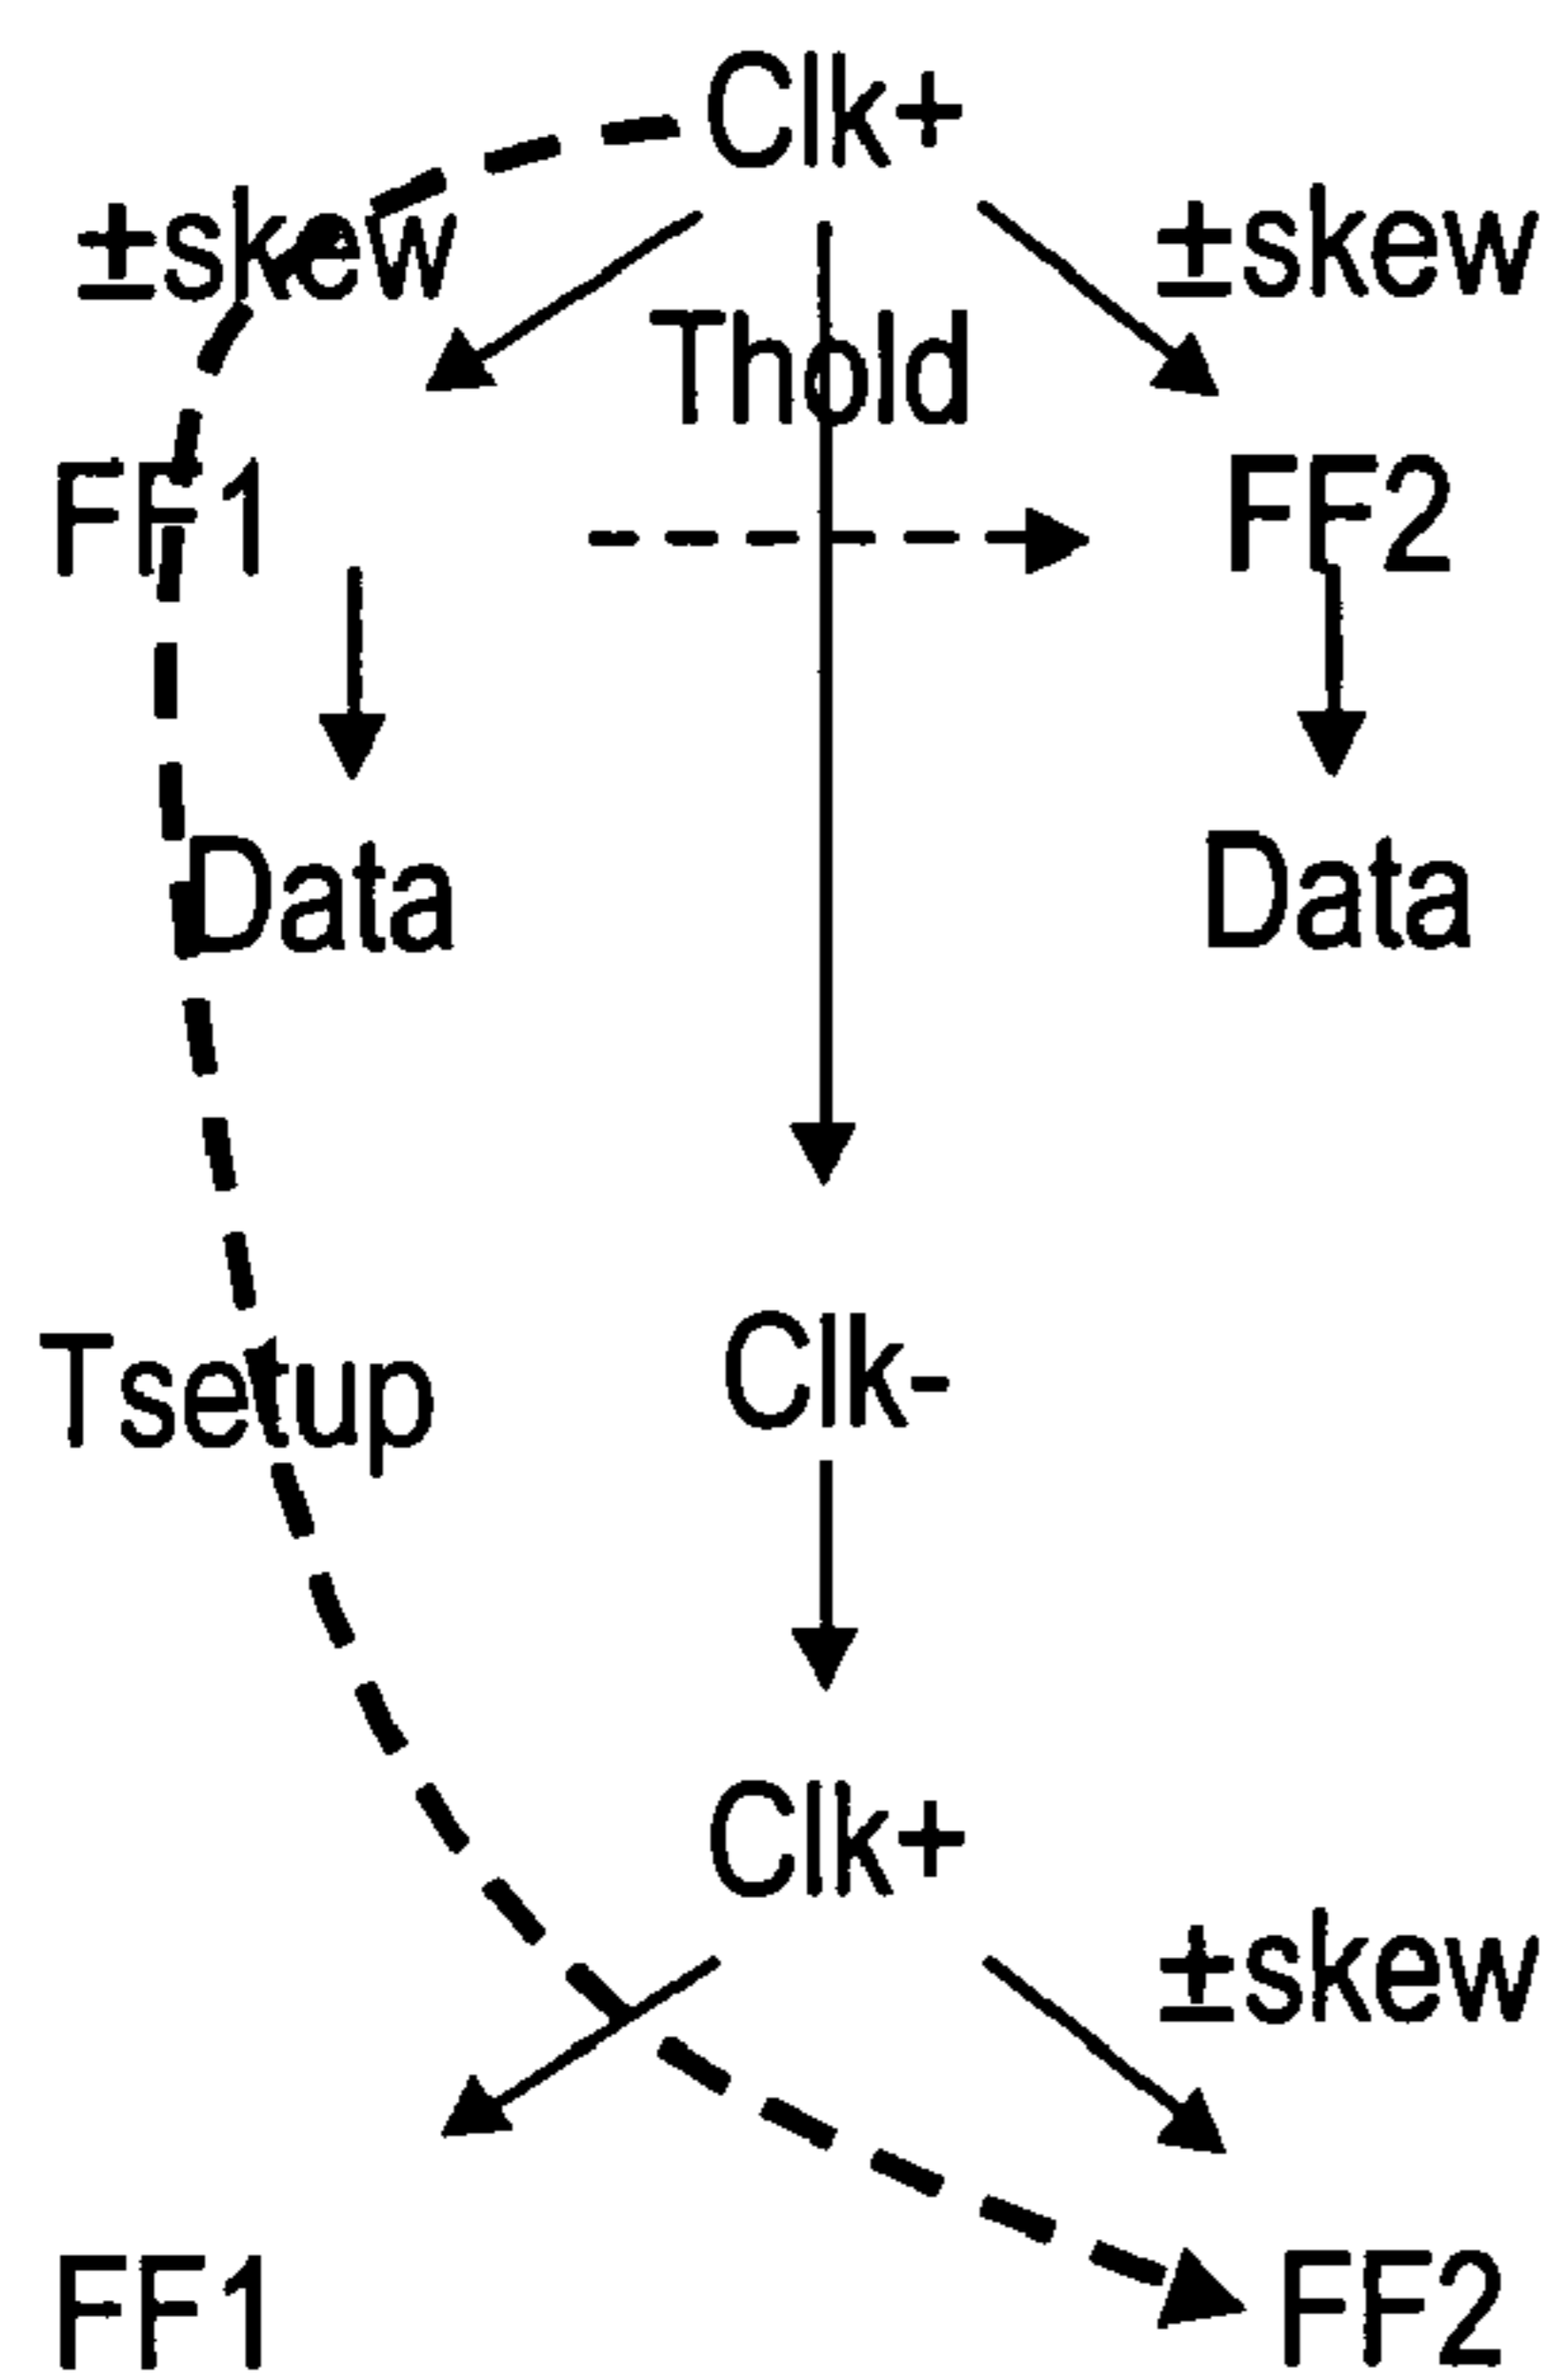 Clk+
±skew ±skew
Thold
FF1 FF2
Data Data
Tsetup Clk-
Clk+
±skew
FF1 FF2